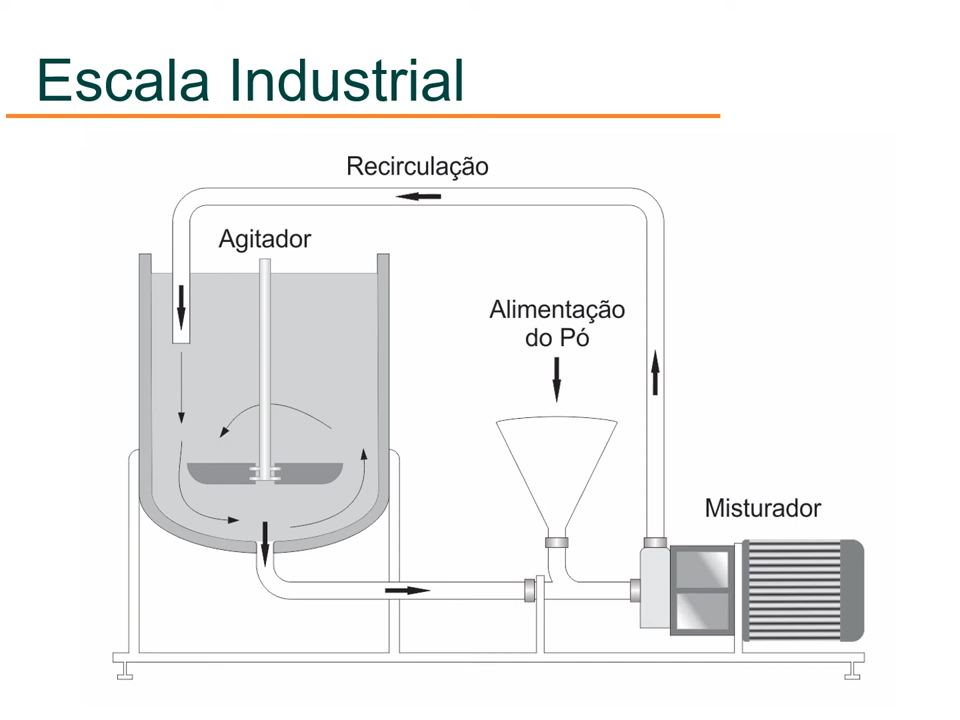 Escala Industrial
Recirculação
Agitador
Alimentação
do Pó
Misturador